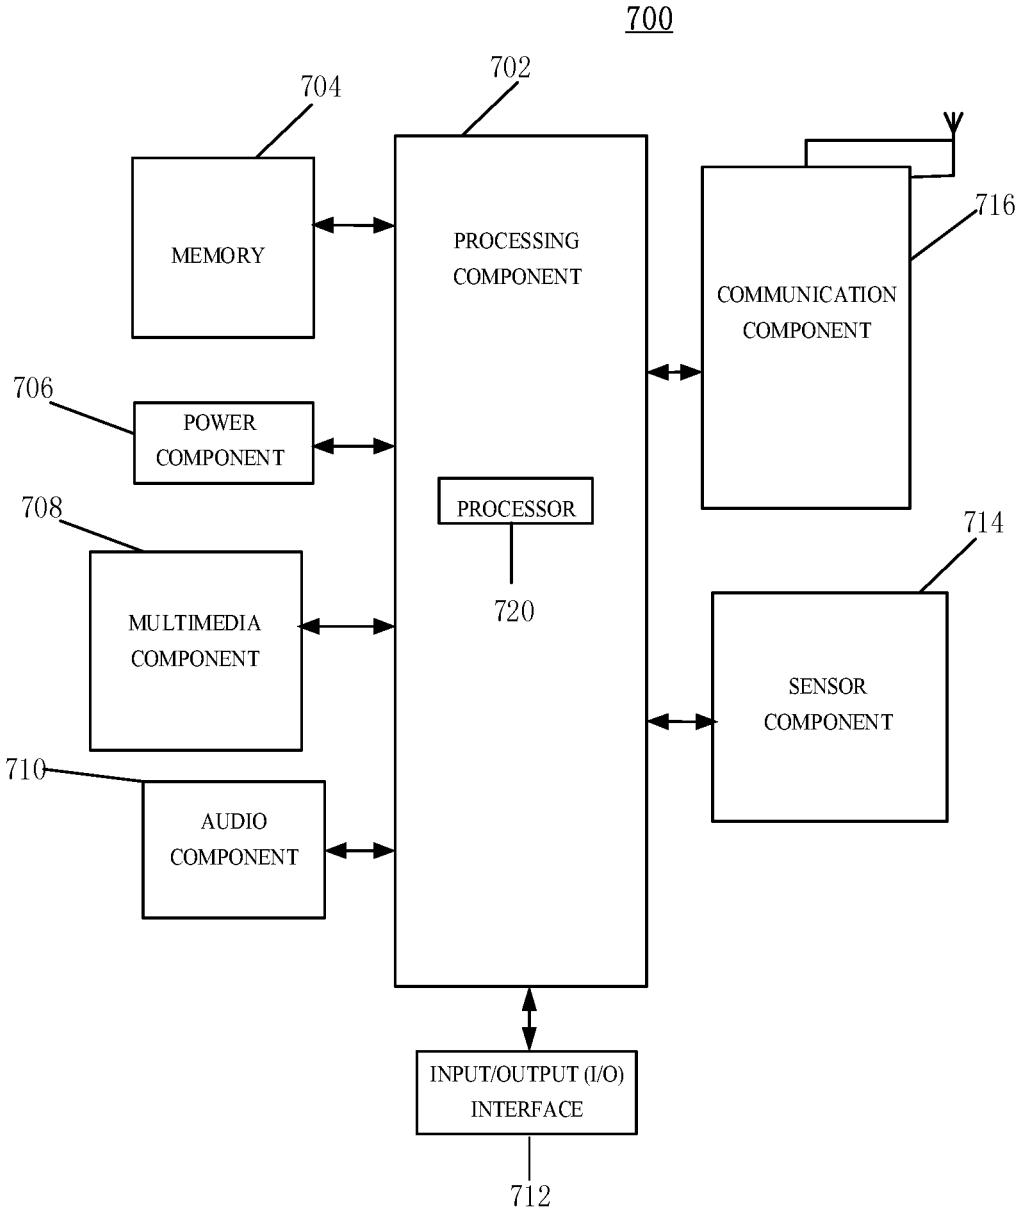 700
702
704
MEMORY
PROCESSING
COMPONENT
716
COMMUNICATION
COMPONENT
706
POWER
COMPONENT
708
PROCESSOR
720
714
MULTIMEDIA
COMPONENT
SENSOR
COMPONENT
710
AUDIO
COMPONENT
INPUT/OUTPUT (I/O)
INTERFACE
712